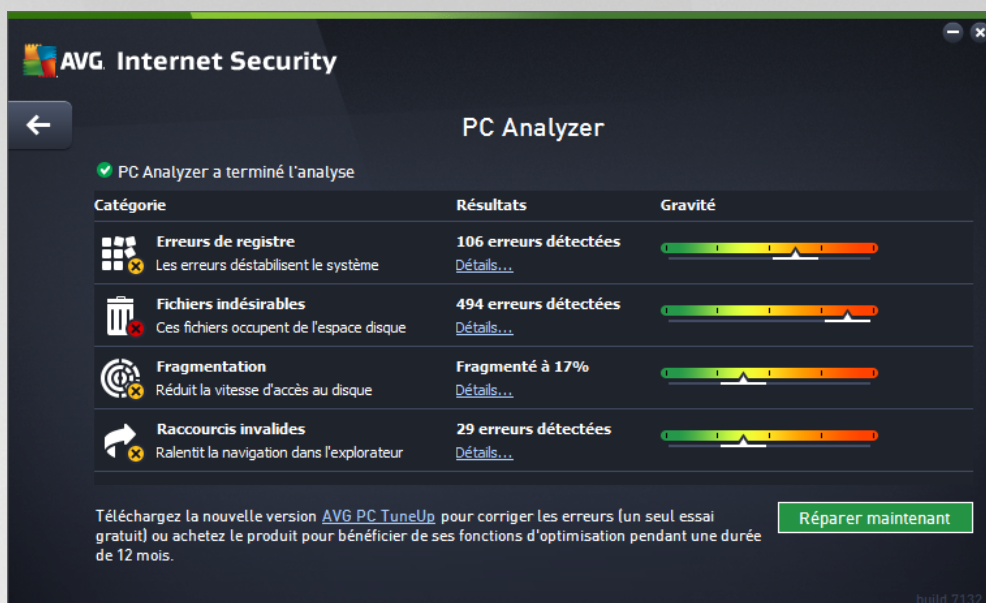 AVG. Internet Security
PC Analyzer
PC Analyzer a terminé l'analyse
Catégorie Résultats Gravité
Erreurs de registre 106 erreurs détectées
Les erreurs déstabilisent le système Détails...
Fichiers indésirables 494 erreurs détectées
Ces fichiers occupent de l'espace disque Détails...
Fragmentation Fragmenté à 17%
Réduit la vitesse d'accès au disque Détails...
Raccourcis invalides 29 erreurs détectées
Ralentit la navigation dans l'explorateur Détails...
Téléchargez la nouvelle version AVG PC TuneUp pour corriger les erreurs (un seul essai
gratuit) ou achetez le produit pour bénéficier de ses fonctions d'optimisation pendant une durée
de 12 mois.
Réparer maintenant
build 7132